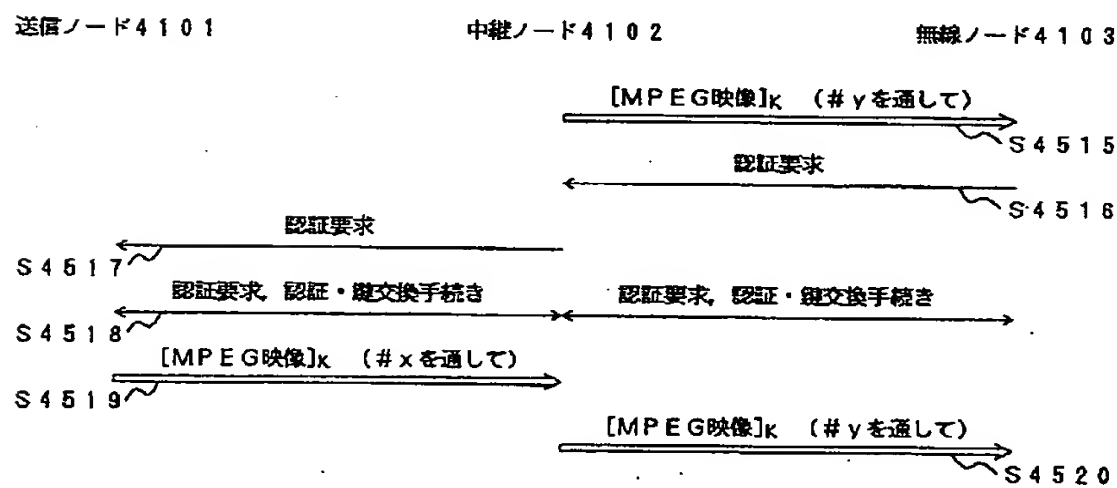 送信ノード4101 中継ノード4102 無線ノード4103
[MPEG映像]K (#yを通して)
S4515
認証要求
S4516
認証要求
S4517
認証要求，認証・鍵交換手続き 認証要求，認証・鍵交換手続き
S4518
[MPEG映像]K (#xを通して)
S4519
[MPEG映像]K (#yを通して)
S4520